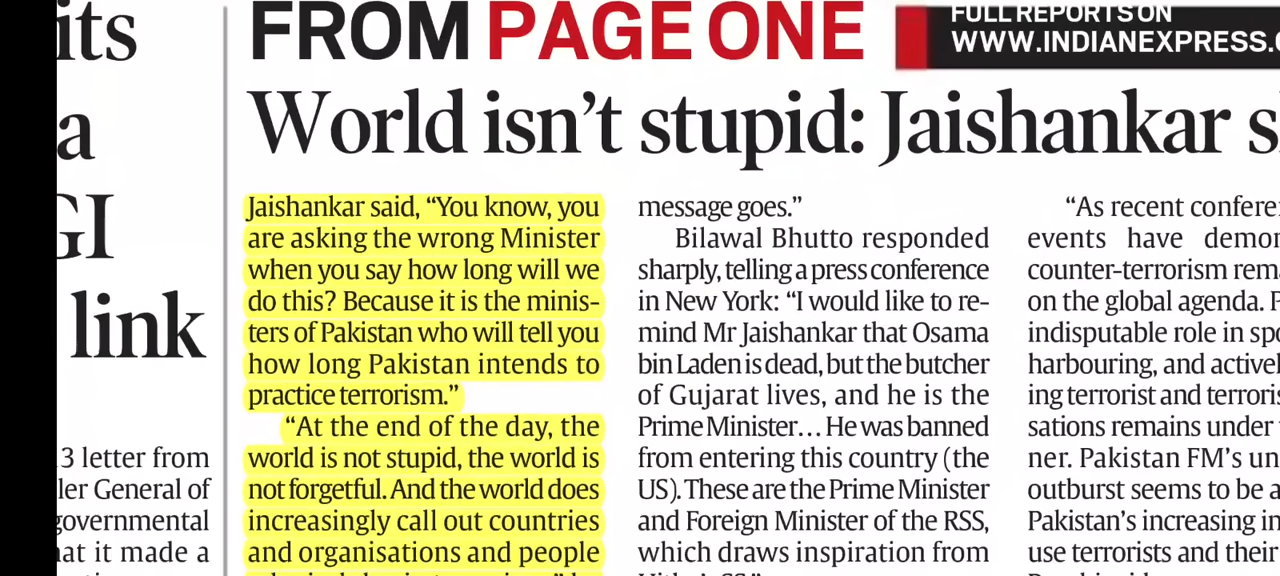 its
a
GI
link
3 letter from
ler General of
governmental
at it made a
FROM PAGE ONE
FULL REPORTS ON
WWW.INDIANEXPRESS.
World isn't stupid: Jaishankar
Jaishankar said, “You know, you
are asking the wrong Minister
when you say how long will we
do this? Because it is the minis-
ters of Pakistan who will tell you
how long Pakistan intends to
practice terrorism.”
“At the end of the day, the
world is not stupid, the world is
not forgetful. And the world does
increasingly call out countries
and organisations and people
message goes.”
Bilawal Bhutto responded
sharply, telling a press conference
in New York: “I would like to re-
mind Mr Jaishankar that Osama
bin Laden is dead, but the butcher
of Gujarat lives, and he is the
Prime Minister... He was banned
from entering this country (the
US). These are the Prime Minister
and Foreign Minister of the RSS,
which draws inspiration from
“As recent confere
events have demon
counter-terrorism rem
on the global agenda. P
indisputable role in spo
harbouring, and activel
ing terrorist and terroris
sations remains under
ner. Pakistan FM’s un
outburst seems to be a
Pakistan’s increasing in
use terrorists and their